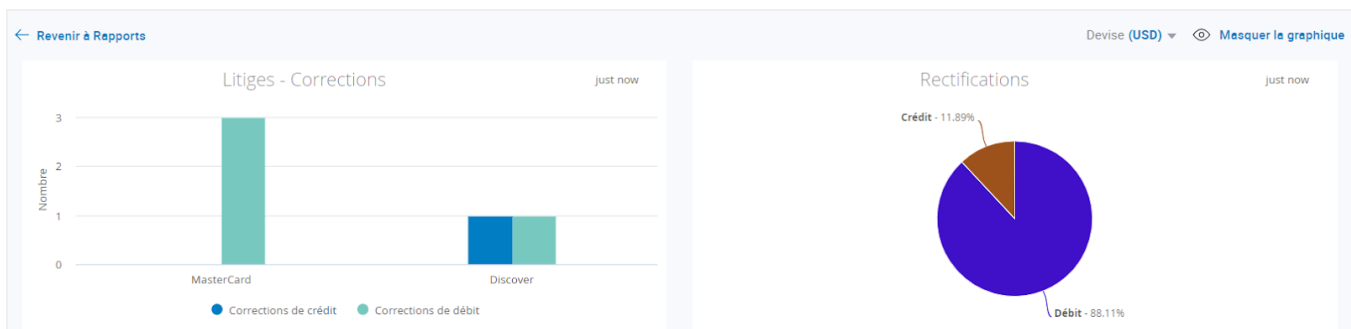 Revenir à Rapports
Devise (USD)
Masquer la graphique
Litiges - Corrections
just now
3
2
1
0
Nombre
MasterCard
Discover
Corrections de crédit
Corrections de débit
Rectifications
just now
Crédit - 11.89%
Débit - 88.11%